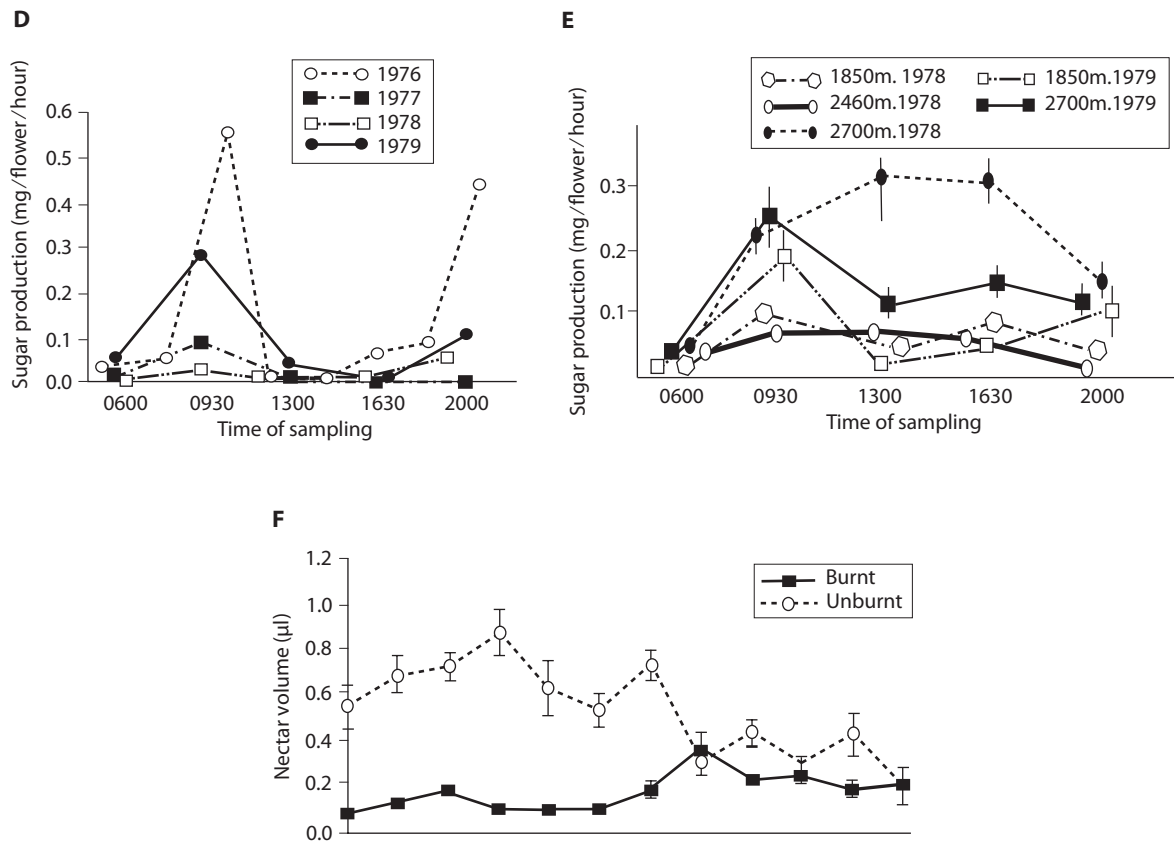 D
Sugar production (mg/flower/hour)
1976
1977
1978
1979
0.6
0.5
0.4
0.3
0.2
0.1
0.0
0600 0930 1300 1630 2000
Time of sampling
E
Sugar production (mg/flower/hour)
1850m. 1978
2460m.1978
2700m.1978
1850m.1979
2700m.1979
0.3
0.2
0.1
0600 0930 1300 1630 2000
Time of sampling
F
Nectar volume (µl)
Burnt
Unburnt
1.2
1.0
0.8
0.6
0.4
0.2
0.0